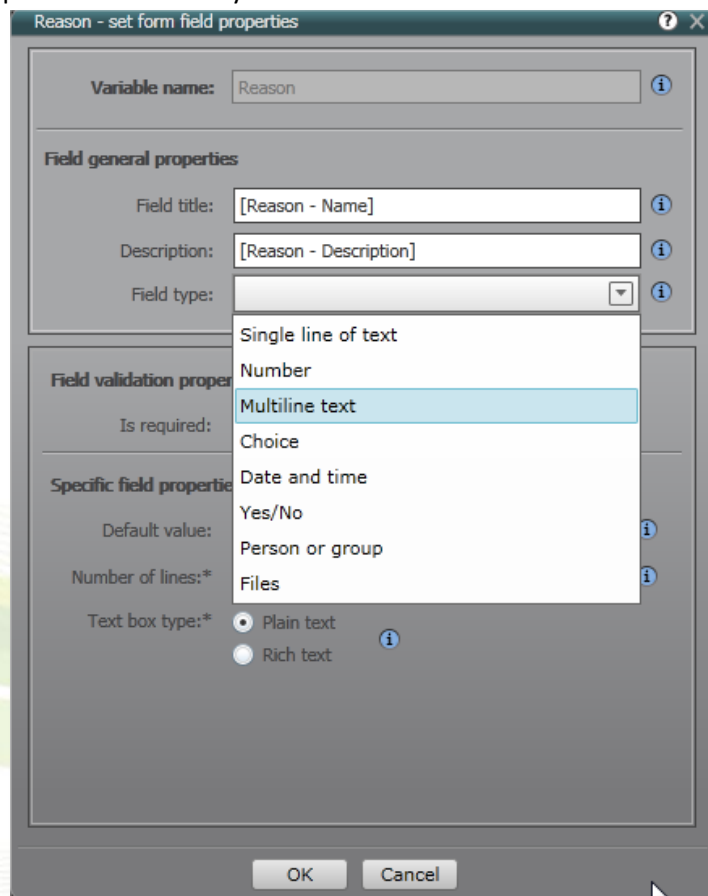 Reason - set form field properties
Variable name: Reason
Field general properties
Field title: [Reason - Name]
Description: [Reason - Description]
Field type:
Single line of text
Number
Multiline text
Choice
Date and time
Yes/No
Person or group
Files
Field validation
Is required:
Specific field
Default value:
Number of lines:*
Text box type:* Plain text
Rich text
OK Cancel